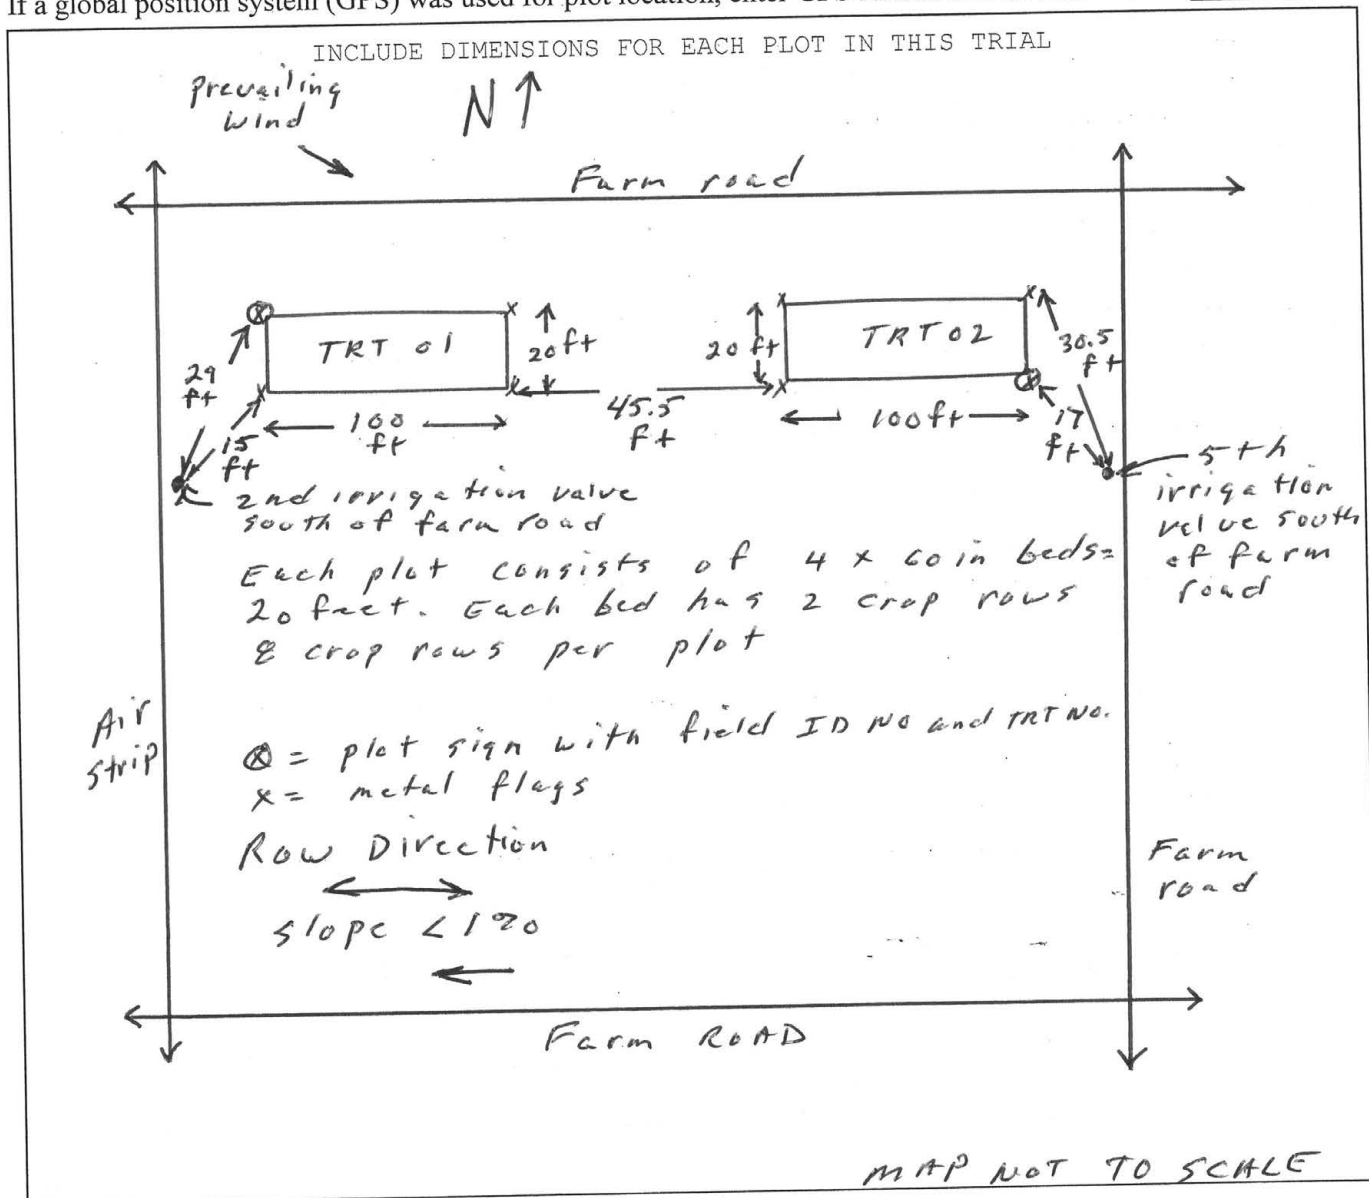 If a global position system (GPS) was used for plot location, enter
INCLUDE DIMENSIONS FOR EACH PLOT IN THIS TRIAL
Prevailing
wind
N
Farm road
TRT 01
20 ft
20 ft
TRT 02
30.5
ft
29
ft
15
ft
100
ft
45.5
ft
100 ft
17
ft
2nd irrigation valve
south of farm road
5th
irrigation
valve south
of farm
road
Each plot consists of 4 x 60 in beds=
20 feet. Each bed has 2 crop rows
8 crop rows per plot
Air
strip
ⓧ = plot sign with field ID NO and TRT NO.
x = metal flags
Row Direction
slope <1%
Farm
road
Farm ROAD
MAP NOT TO SCALE